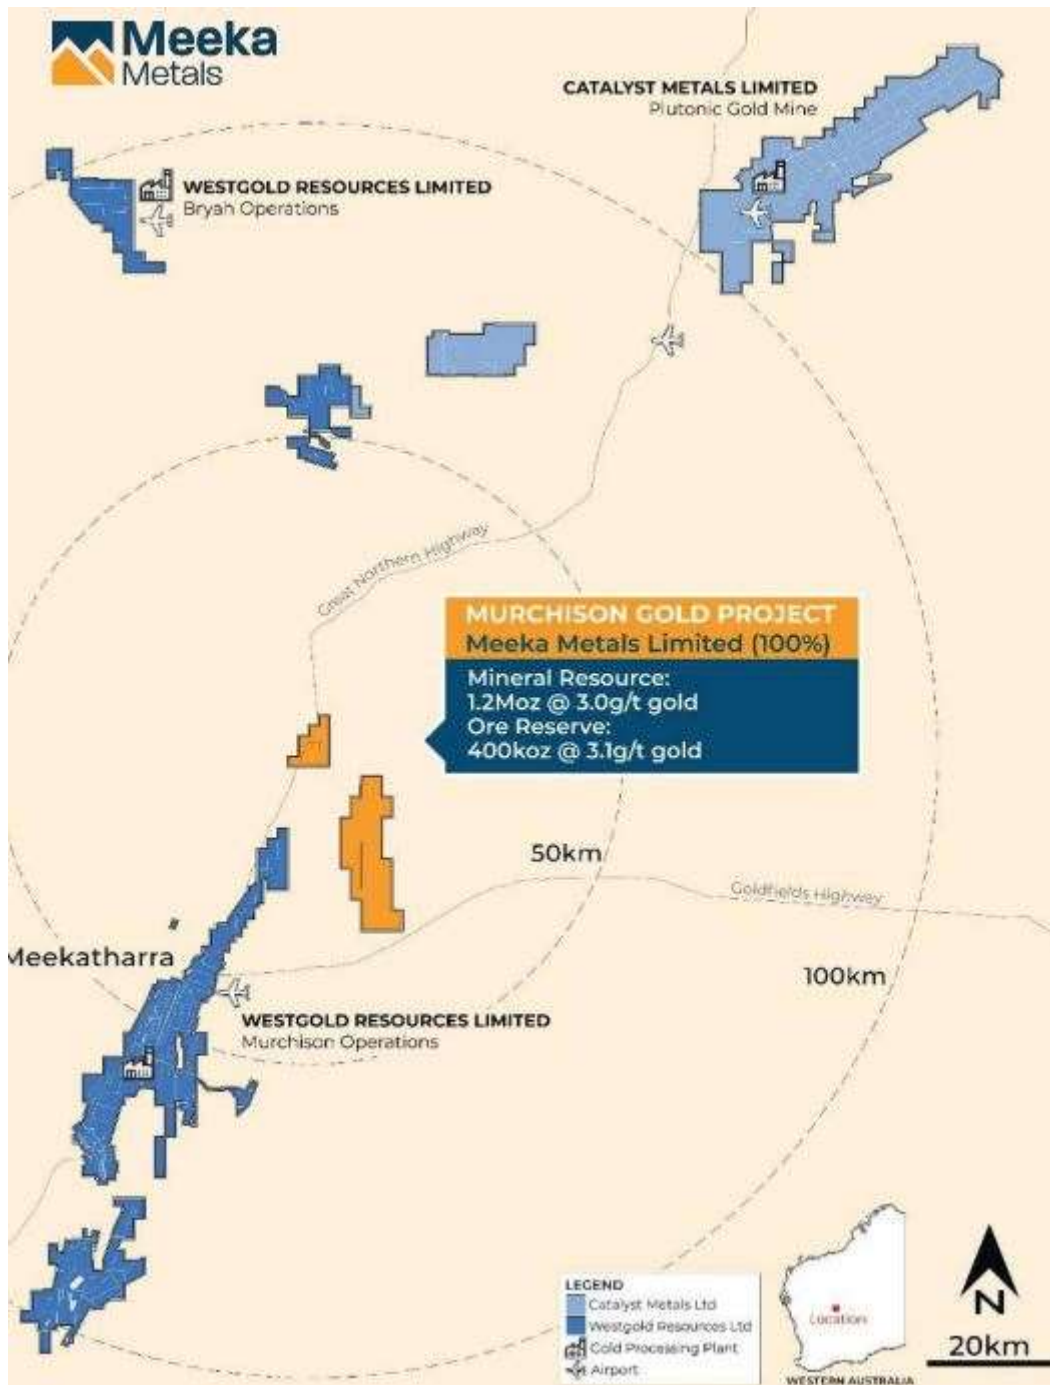 Meeka
Metals
CATALYST METALS LIMITED
Plutonic Gold Mine
WESTGOLD RESOURCES LIMITED
Bryah Operations
Great Northern Highway
MURCHISON GOLD PROJECT
Meeka Metals Limited (100%)
Mineral Resource:
1.2Moz @ 3.0g/t gold
Ore Reserve:
400koz @ 3.1g/t gold
50km
Goldfields Highway
Meekatharra
100km
WESTGOLD RESOURCES LIMITED
Murchison Operations
LEGEND
Catalyst Metals Ltd
Westgold Resources Ltd
Gold Processing Plant
Airport
Location
WESTERN AUSTRALIA
N
20km